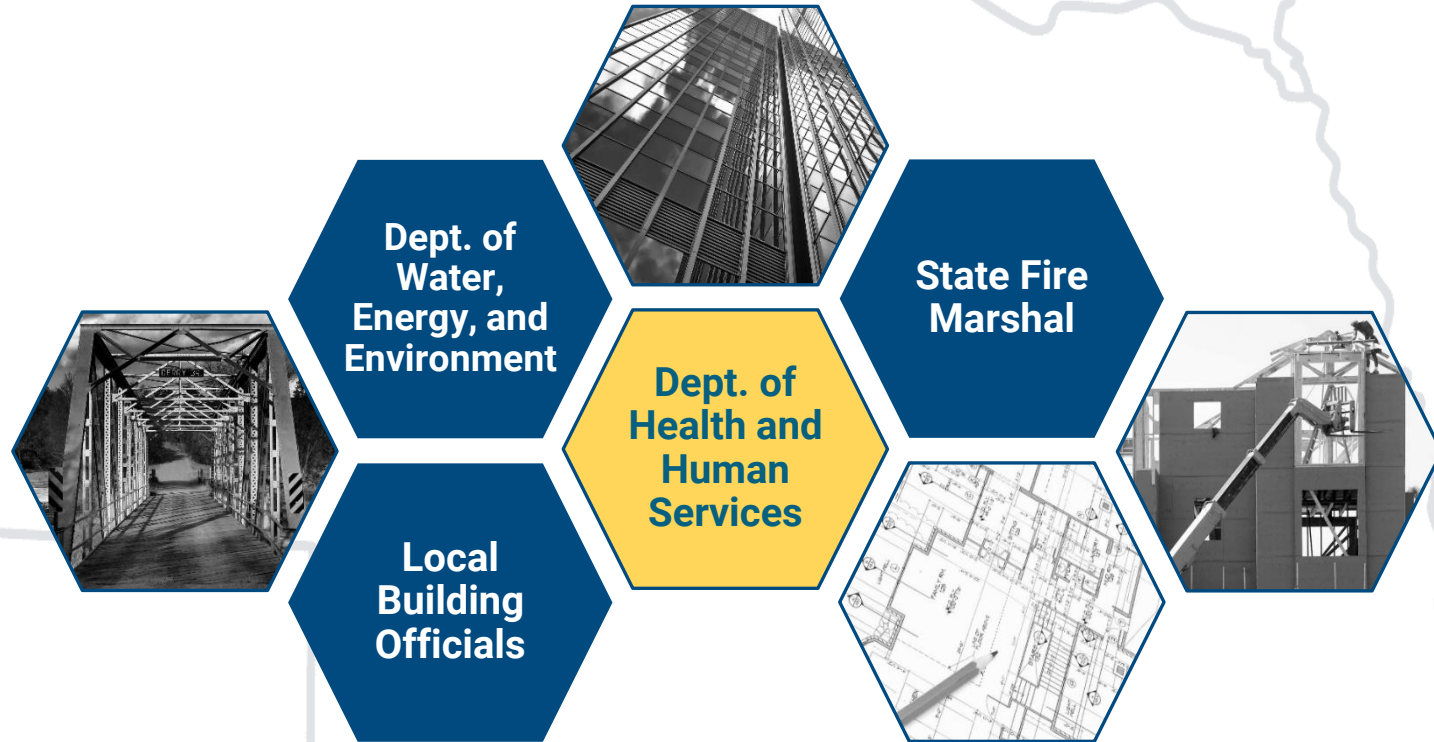 Dept. of
Water,
Energy, and
Environment
State Fire
Marshal
Dept. of
Health and
Human
Services
Local
Building
Officials